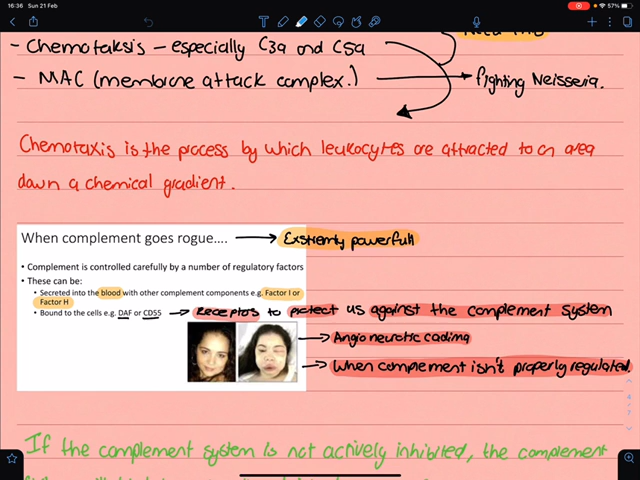 16:36 Sun 21 Feb
57%
- Chemotaksis - especially C3a and C5a
- MAC (membrane attack complex.) → fighting Neisseria.
Chemotaxis is the process by which leukocytes are attracted to an area
down a chemical gradient.
When complement goes rogue.... → Exstremly powerfull
• Complement is controlled carefully by a number of regulatory factors
• These can be:
• Secreted into the blood with other complement components e.g. Factor I or
Factor H
• Bound to the cells e.g. DAF or CD55 → Receptors to protect us against the complement system
→ Angio neurotic
→ When complement isn't properly regulated
If the complement system is not actively inhibited, the complement